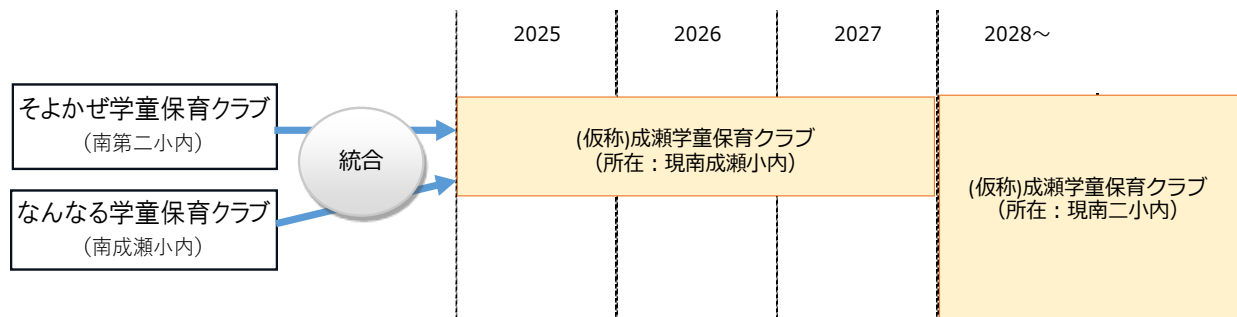 2025
2026
2027
2028～
そよかぜ学童保育クラブ
（南第二小内）
統合
なんなる学童保育クラブ
（南成瀬小内）
(仮称)成瀬学童保育クラブ
（所在：現南成瀬小内）
(仮称)成瀬学童保育クラブ
（所在：現南二小内）